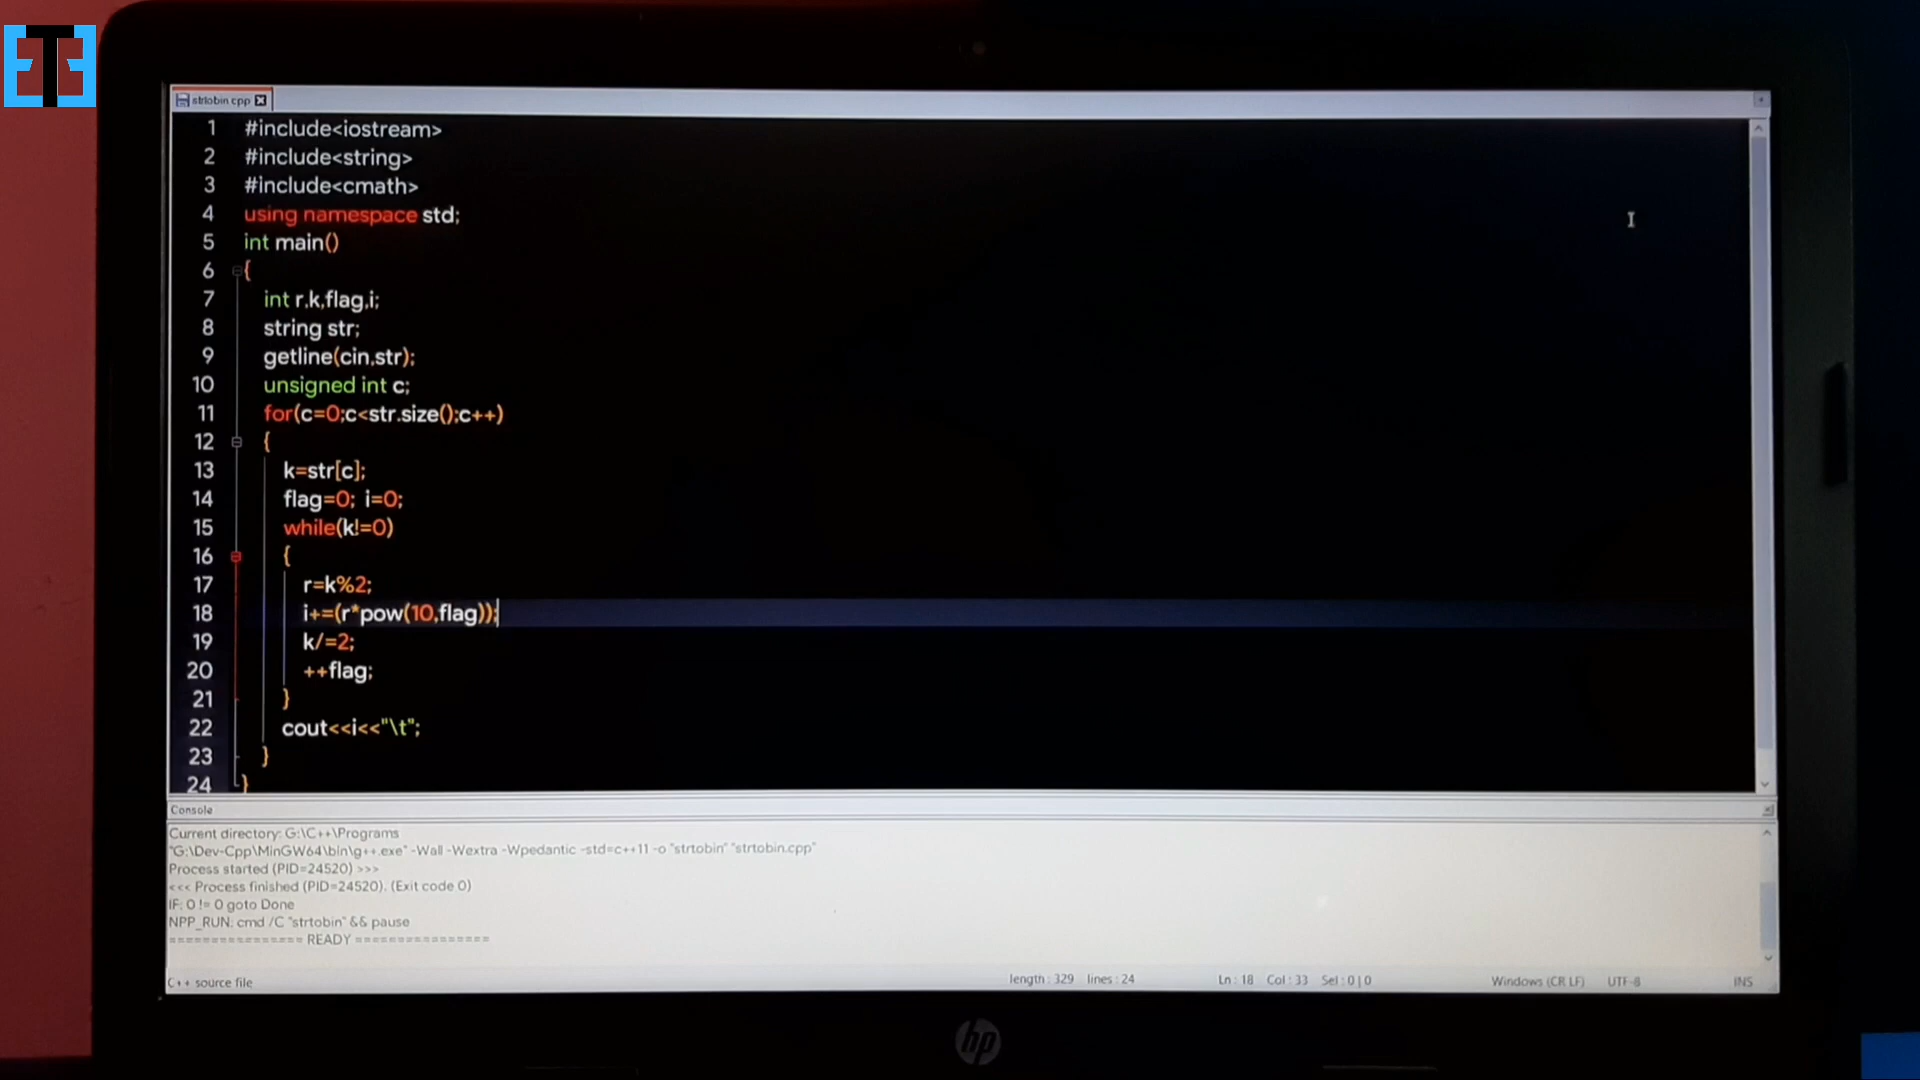 ETE
strtobin.cpp
1 #include<iostream>
2 #include<string>
3 #include<cmath>
4 using namespace std;
5 int main()
6 {
7 int r,k,flag,i;
8 string str;
9 getline(cin,str);
10 unsigned int c;
11 for(c=0;c<str.size();c++)
12 {
13 k=str[c];
14 flag=0; i=0;
15 while(k!=0)
16 {
17 r=k%2;
18 i+=(r*pow(10,flag));
19 k/=2;
20 ++flag;
21 }
22 cout<<i<<"\t";
23 }
24 }
Console
Current directory: G:\C++\Programs
"G:\Dev-Cpp\MinGW64\bin\g++.exe" -Wall -Wextra -Wpedantic -std=c++11 -o "strtobin" "strtobin.cpp"
Process started (PID=24520) >>>
<<< Process finished (PID=24520). (Exit code 0)
IF: 0 != 0 goto Done
NPP_RUN: cmd /C "strtobin" && pause
================ READY ================
C++ source file length : 329 lines : 24 Ln : 18 Col : 33 Sel : 0 | 0 Windows (CR LF) UTF-8 INS
hp